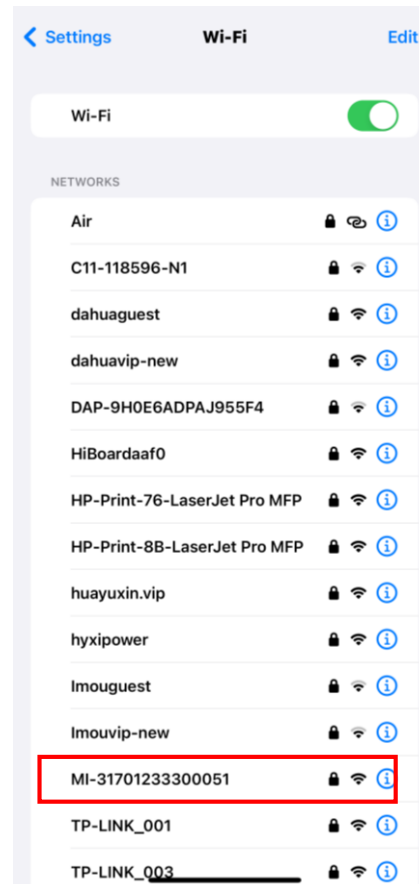 Settings Wi-Fi Edit
Wi-Fi
NETWORKS
Air
C11-118596-N1
dahuaguest
dahuavip-new
DAP-9H0E6ADPAJ955F4
HiBoardaaf0
HP-Print-76-LaserJet Pro MFP
HP-Print-8B-LaserJet Pro MFP
huayuxin.vip
hyxipower
Imouguest
Imouvip-new
MI-31701233300051
TP-LINK_001
TP-LINK_003